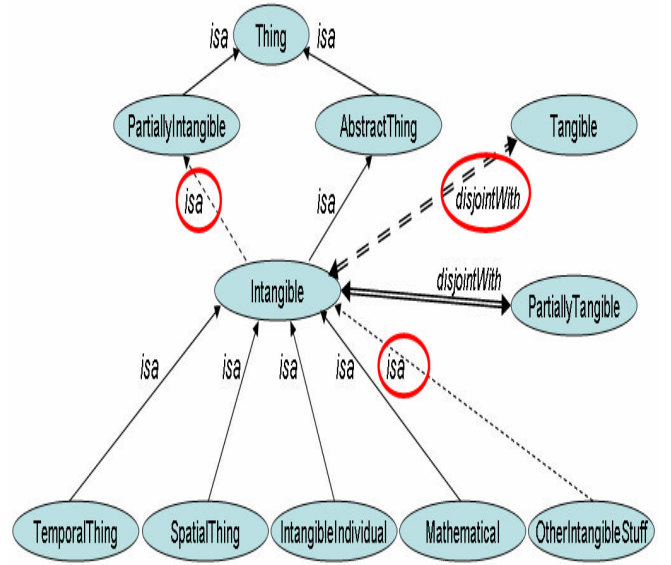 isa
Thing
isa
PartiallyIntangible
AbstractThing
Tangible
isa
isa
disjointWith
Intangible
disjointWith
PartiallyTangible
isa
isa
isa
isa
isa
TemporalThing
SpatialThing
IntangibleIndividual
Mathematical
OtherIntangibleStuff